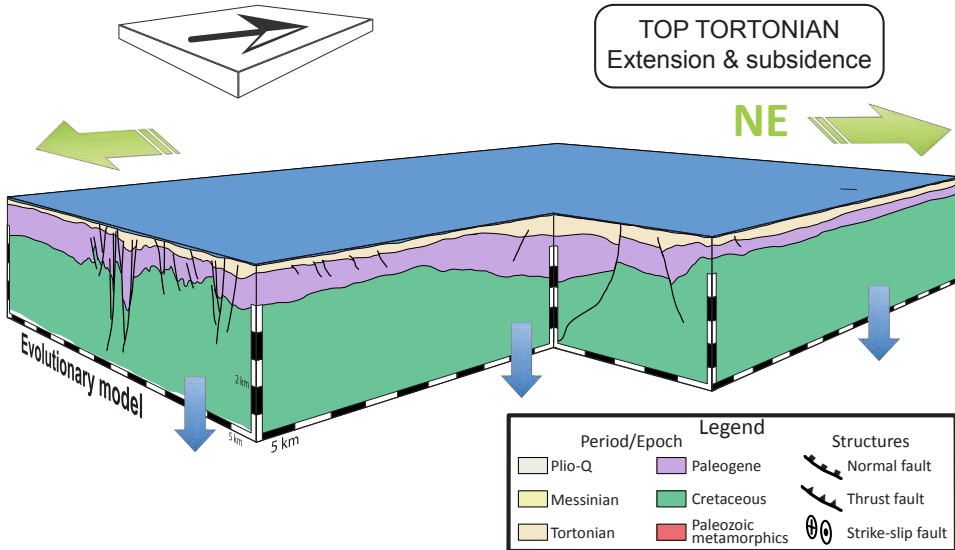 TOP TORTONIAN
Extension & subsidence
NE
Evolutionary model
2 km
5 km
5 km
Legend
Period/Epoch
Structures
Plio-Q
Paleogene
Normal fault
Messinian
Cretaceous
Thrust fault
Tortonian
Paleozoic
metamorphics
Strike-slip fault